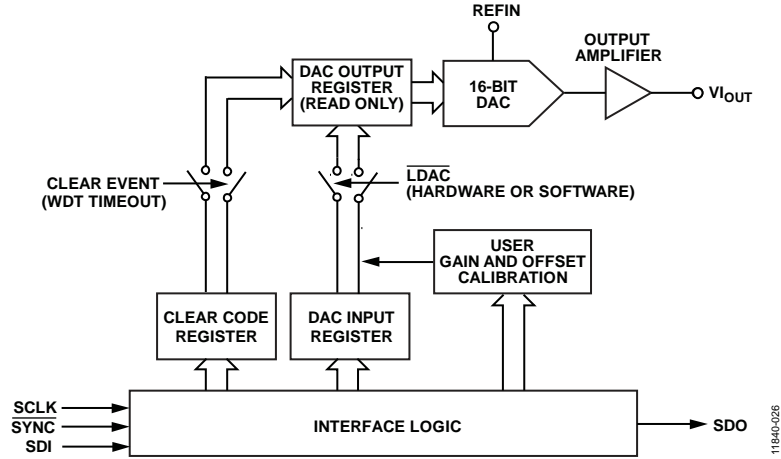 REFIN
OUTPUT
AMPLIFIER
DAC OUTPUT
REGISTER
(READ ONLY)
16-BIT
DAC
VIOUT
CLEAR EVENT
(WDT TIMEOUT)
LDAC
(HARDWARE OR SOFTWARE)
USER
GAIN AND OFFSET
CALIBRATION
CLEAR CODE
REGISTER
DAC INPUT
REGISTER
SCLK
SYNC
SDI
INTERFACE LOGIC
SDO
11840-026